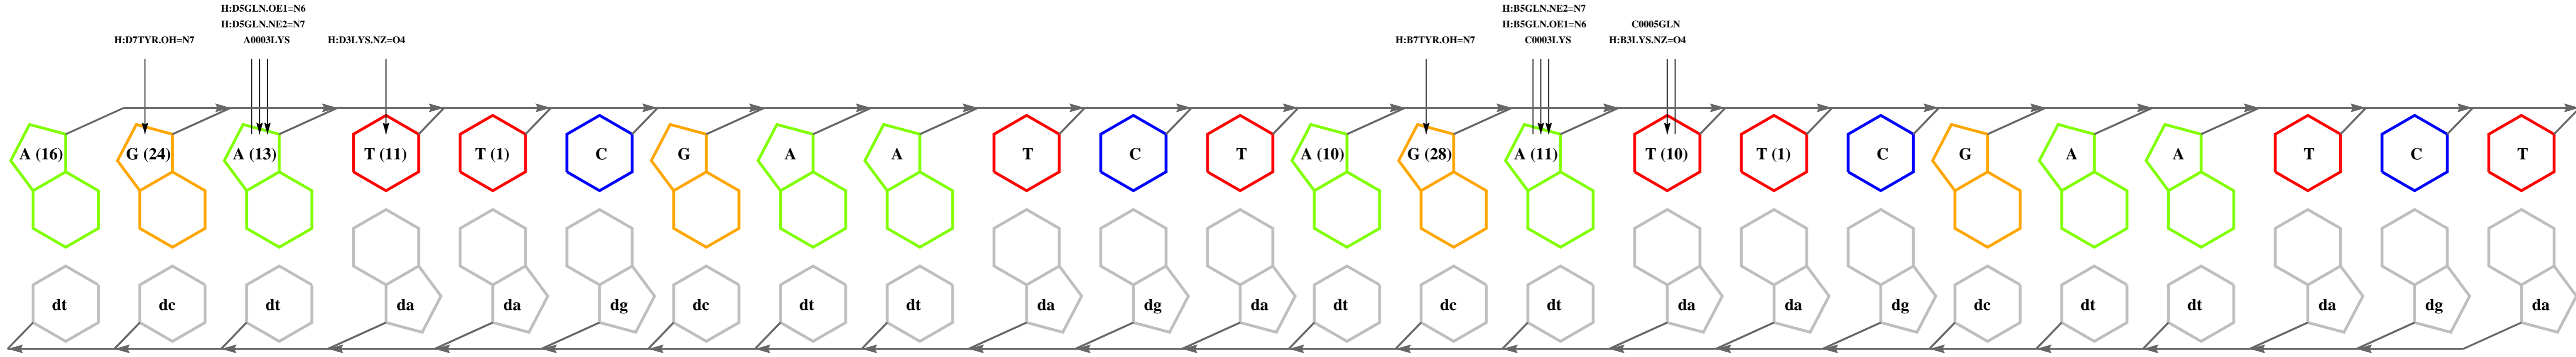 H:D5GLN.OE1=N6 H:B5GLN.NE2=N7
H:D5GLN.NE2=N7 H:B5GLN.OE1=N6 C0005GLN
H:D7TYR.OH=N7 A0003LYS H:D3LYS.NZ=O4 H:B7TYR.OH=N7 C0003LYS H:B3LYS.NZ=O4
A (16) G (24) A (13) T (11) T (1) C G A A T C T A (10) G (28) A (11) T (10) T (1) C G A A T C T
dt dc dt da da dg dc dt dt da dg da dt dc dt da da dg dc dt dt da dg da